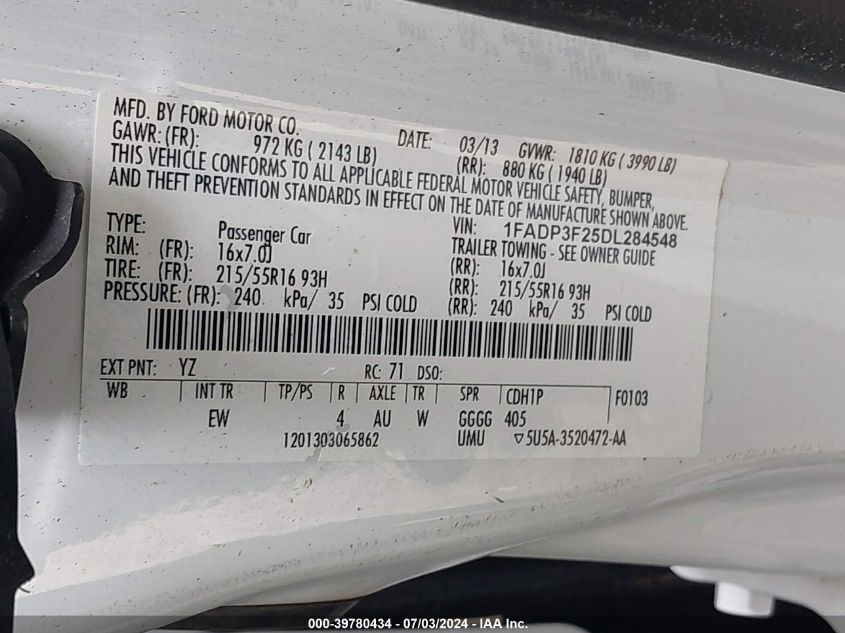 MFD. BY FORD MOTOR CO.
DATE: 03/13 GVWR: 1810 KG ( 3990 LB)
GAWR: (FR): 972 KG ( 2143 LB) (RR): 880 KG ( 1940 LB)
THIS VEHICLE CONFORMS TO ALL APPLICABLE FEDERAL MOTOR VEHICLE SAFETY, BUMPER,
AND THEFT PREVENTION STANDARDS IN EFFECT ON THE DATE OF MANUFACTURE SHOWN ABOVE.
VIN: 1FADP3F25DL284548
TYPE: Passenger Car TRAILER TOWING - SEE OWNER GUIDE
RIM: (FR): 16x7.0J (RR): 16x7.0J
TIRE: (FR): 215/55R16 93H (RR): 215/55R16 93H
PRESSURE: (FR): 240 kPa/ 35 PSI COLD (RR): 240 kPa/ 35 PSI COLD
EXT PNT: YZ RC: 71 DSO:
WB INT TR TP/PS R AXLE TR SPR CDH1P F0103
EW 4 AU W GGGG 405
1201303065862 UMU ▽5U5A-3520472-AA
000-39780434 - 07/03/2024 - IAA Inc.